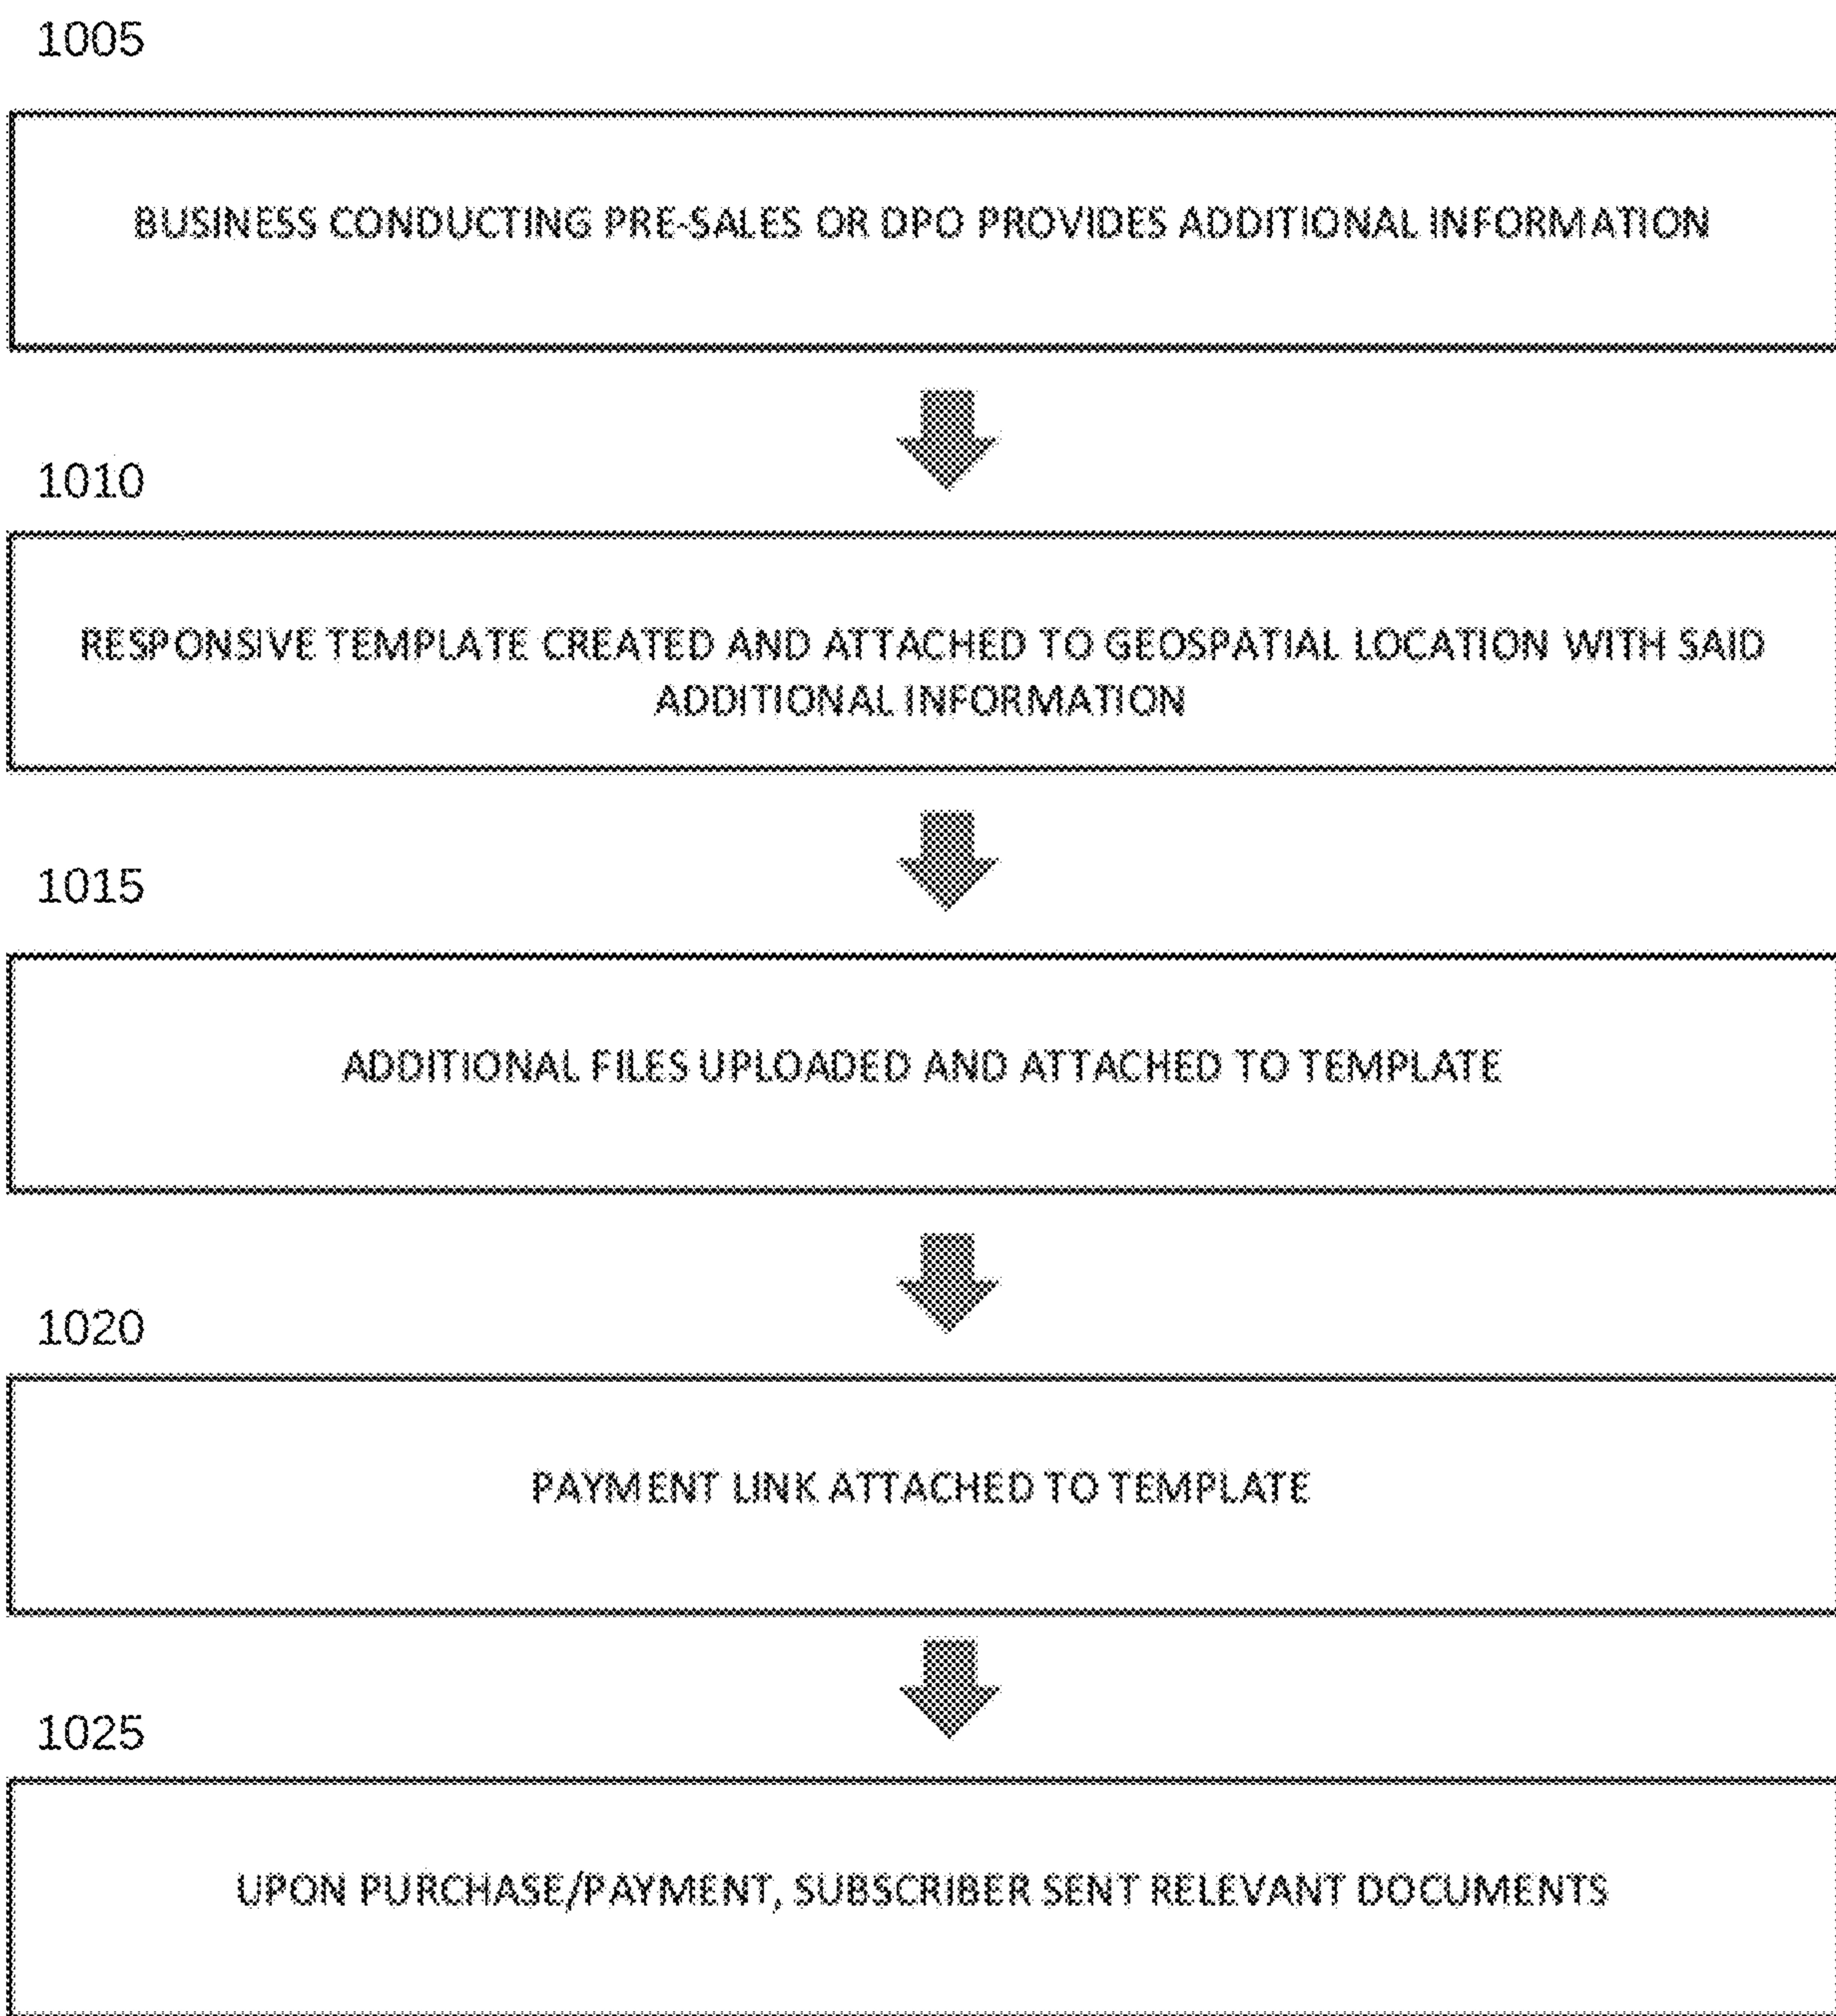 1005
BUSINESS CONDUCTING PRE-SALES OR DPO PROVIDES ADDITIONAL INFORMATION
1010
RESPONSIVE TEMPLATE CREATED AND ATTACHED TO GEOSPATIAL LOCATION WITH SAID
ADDITIONAL INFORMATION
1015
ADDITIONAL FILES UPLOADED AND ATTACHED TO TEMPLATE
1020
PAYMENT LINK ATTACHED TO TEMPLATE
1025
UPON PURCHASE/PAYMENT, SUBSCRIBER SENT RELEVANT DOCUMENTS